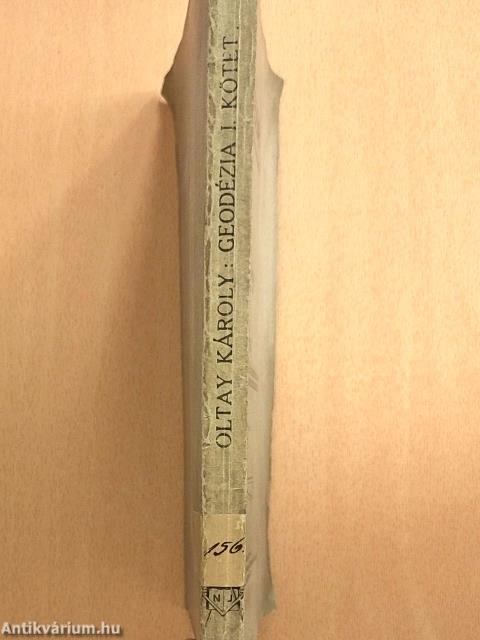 OLTAY KÁROLY: GEODÉZIA I. KÖTET.
156.
N J
Antikvárium.hu